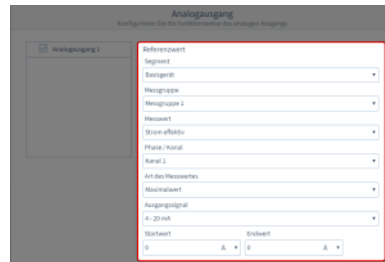 Analogausgang
Konfigurieren Sie die Funktionsweise des analogen Ausgangs
Analogausgang 1
Referenzwert
Segment
Basisgerät
Messgruppe
Messgruppe 1
Messwert
Strom effektiv
Phase / Kanal
Kanal 1
Art des Messwertes
Maximalwert
Ausgangssignal
4 - 20 mA
Startwert Endwert
0 A 0 A